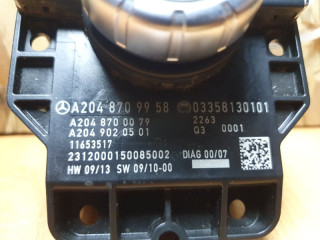 A204 870 99 58 03358130101
A204 870 00 79 2263
A204 902 05 01 Q3 0001
11653517
2312000150085002 DIAG 00/07
HW 09/13 SW 09/10-00